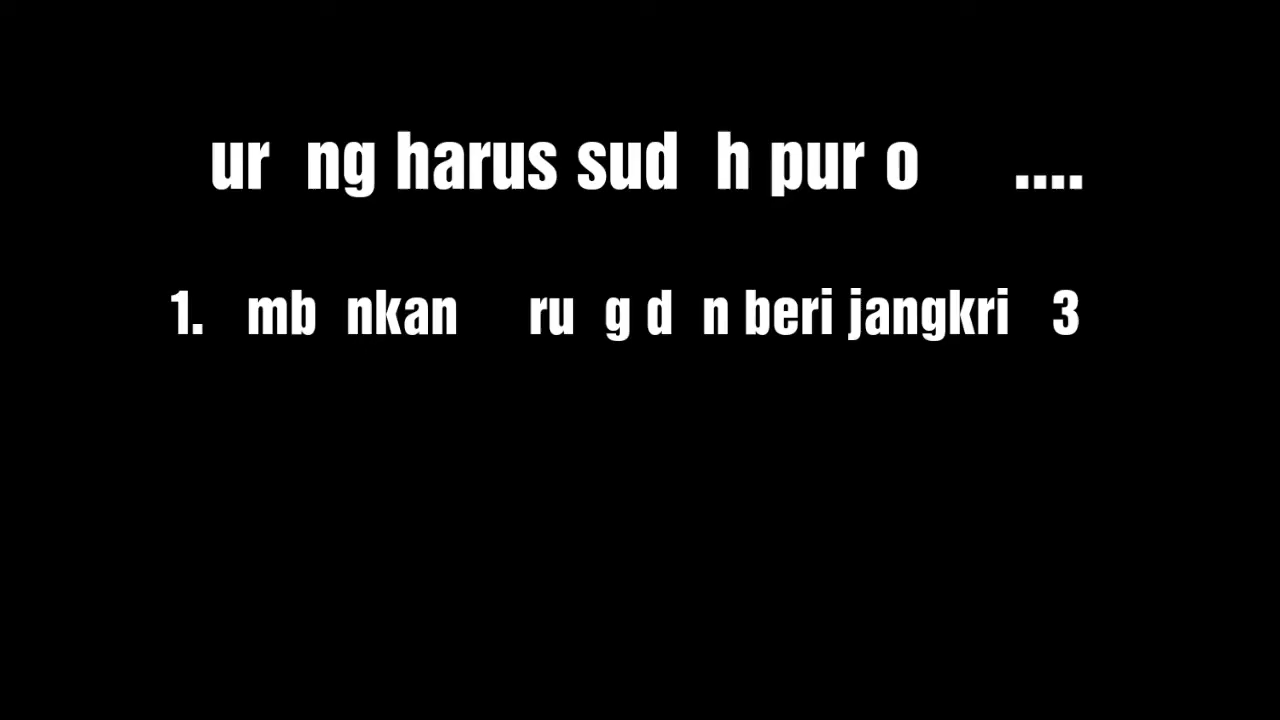 ur ng harus sud h pur o ....
1. mb nkan ru g d n beri jangkri 3